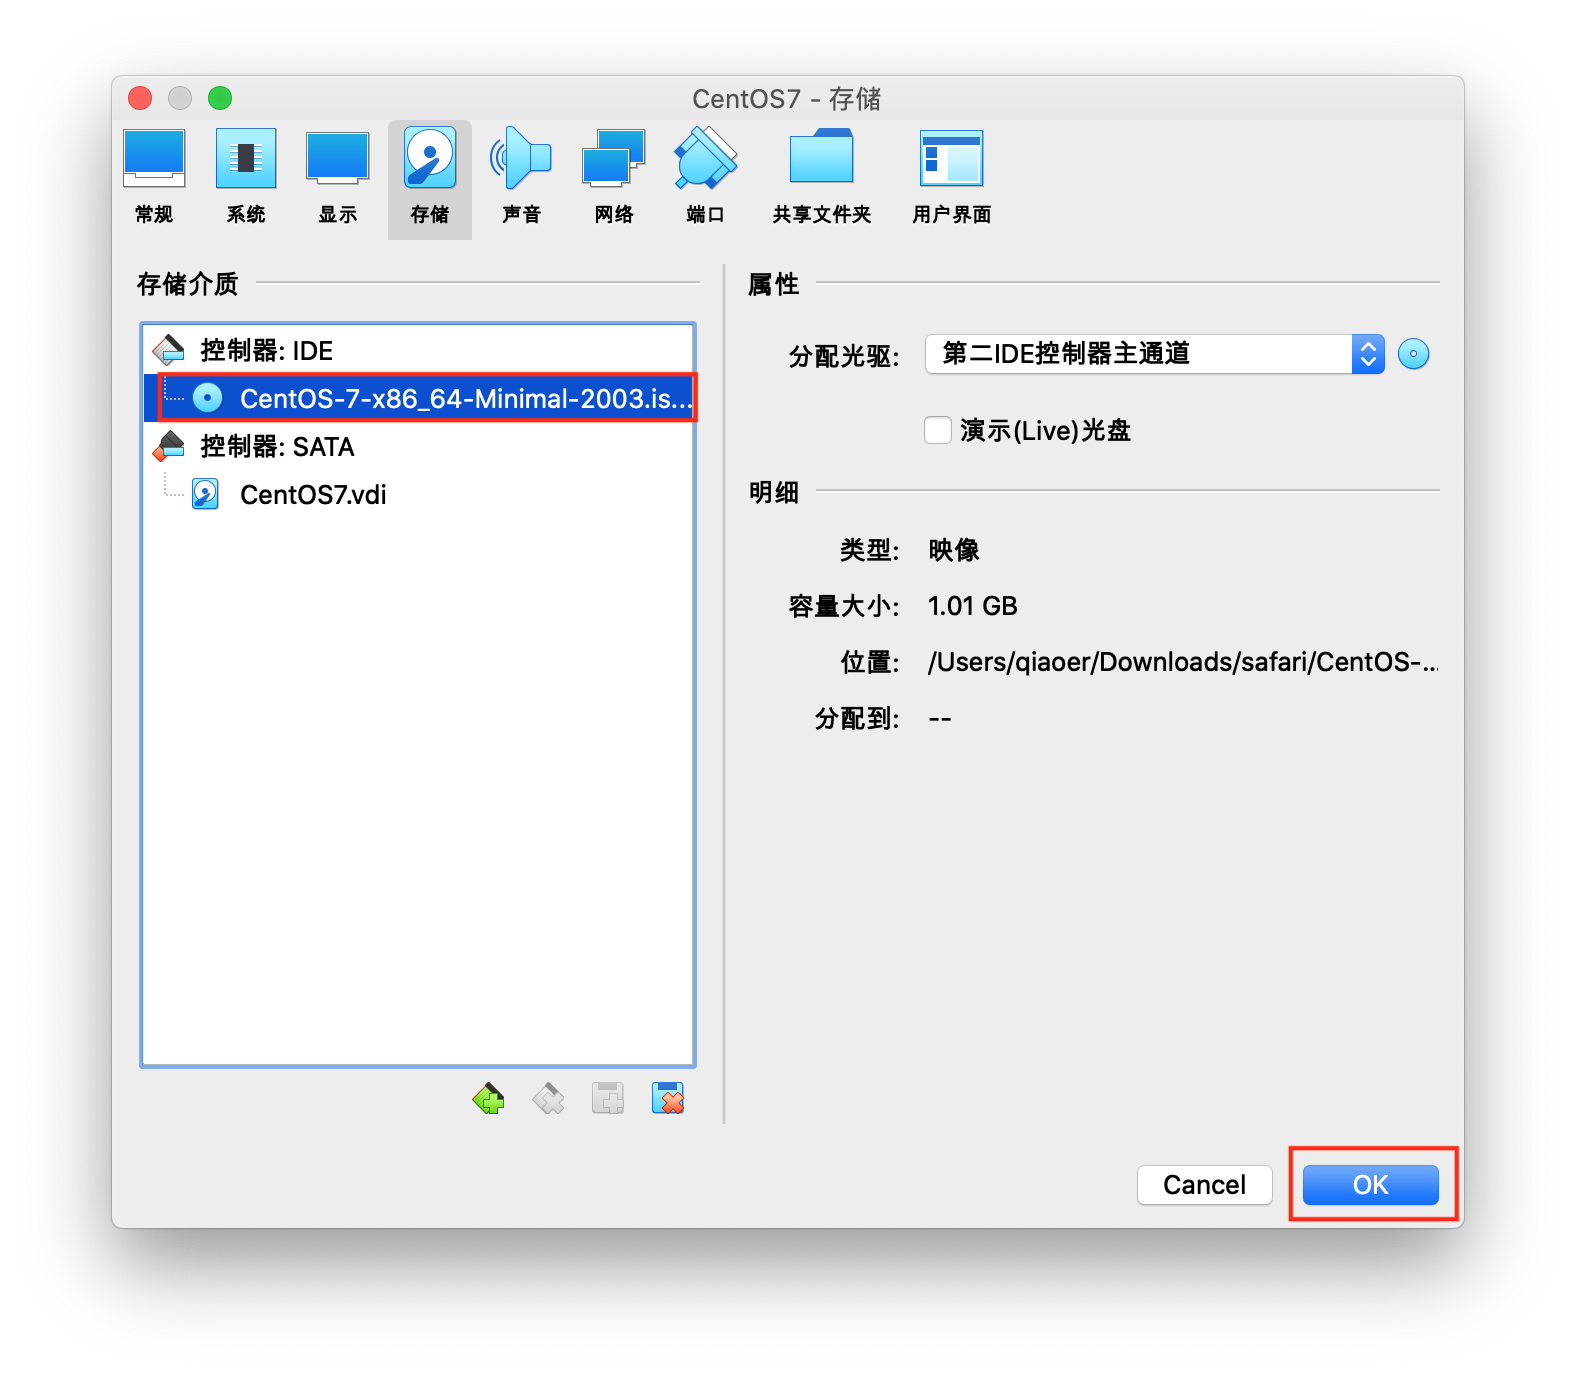 CentOS7 - 存储
常规 系统 显示 存储 声音 网络 端口 共享文件夹 用户界面
存储介质
控制器: IDE
CentOS-7-x86_64-Minimal-2003.is...
控制器: SATA
CentOS7.vdi
属性
分配光驱: 第二IDE控制器主通道
演示(Live)光盘
明细
类型: 映像
容量大小: 1.01 GB
位置: /Users/qiaoer/Downloads/safari/CentOS-...
分配到: --
Cancel OK